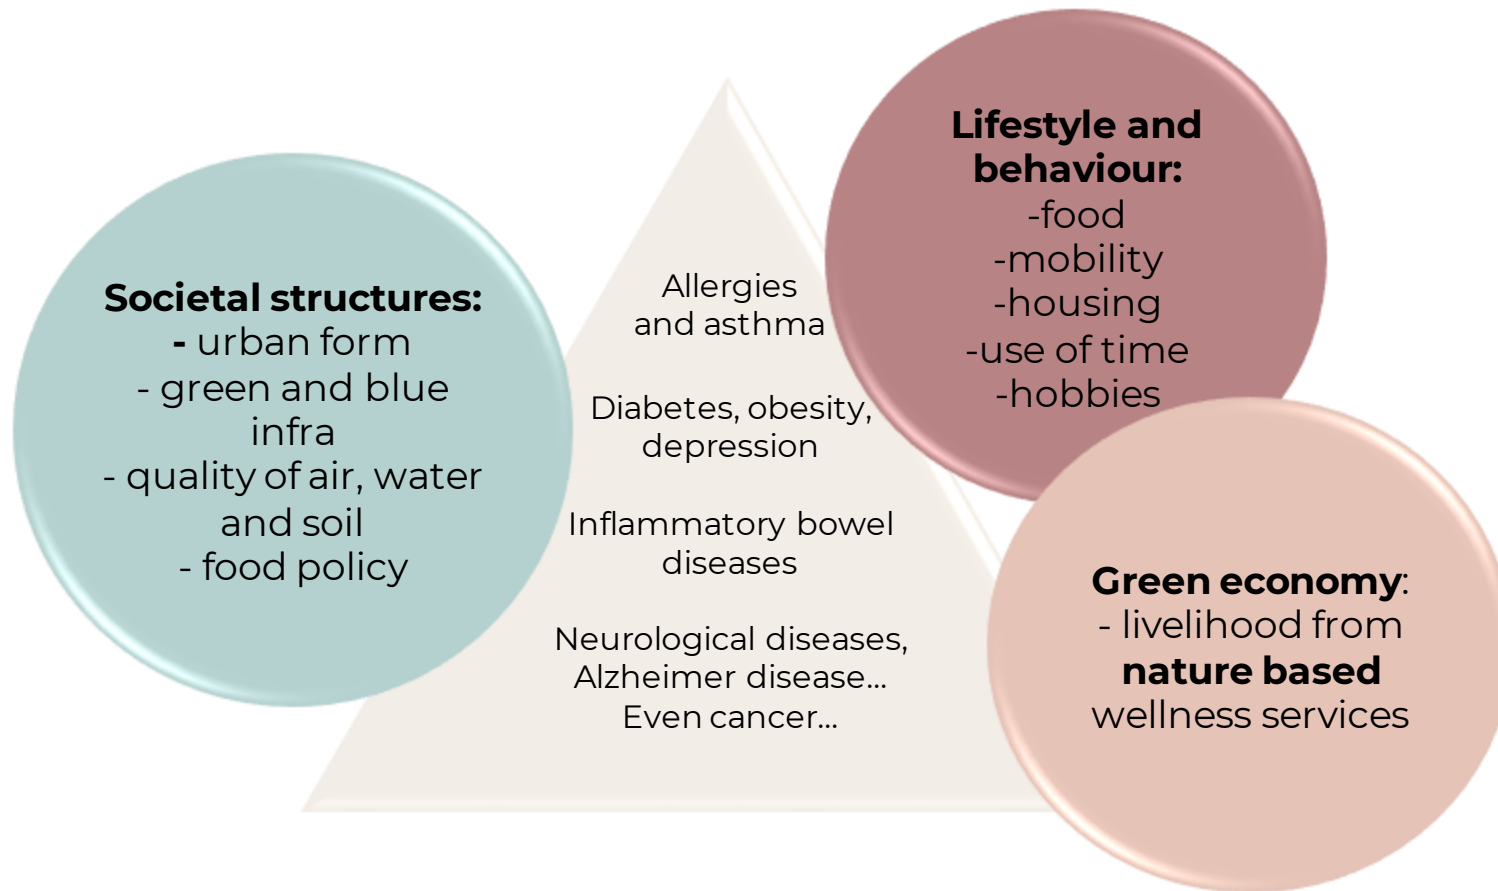 Societal structures:
- urban form
- green and blue
infra
- quality of air, water
and soil
- food policy
Allergies
and asthma
Diabetes, obesity,
depression
Inflammatory bowel
diseases
Neurological diseases,
Alzheimer disease...
Even cancer...
Lifestyle and
behaviour:
-food
-mobility
-housing
-use of time
-hobbies
Green economy:
- livelihood from
nature based
wellness services